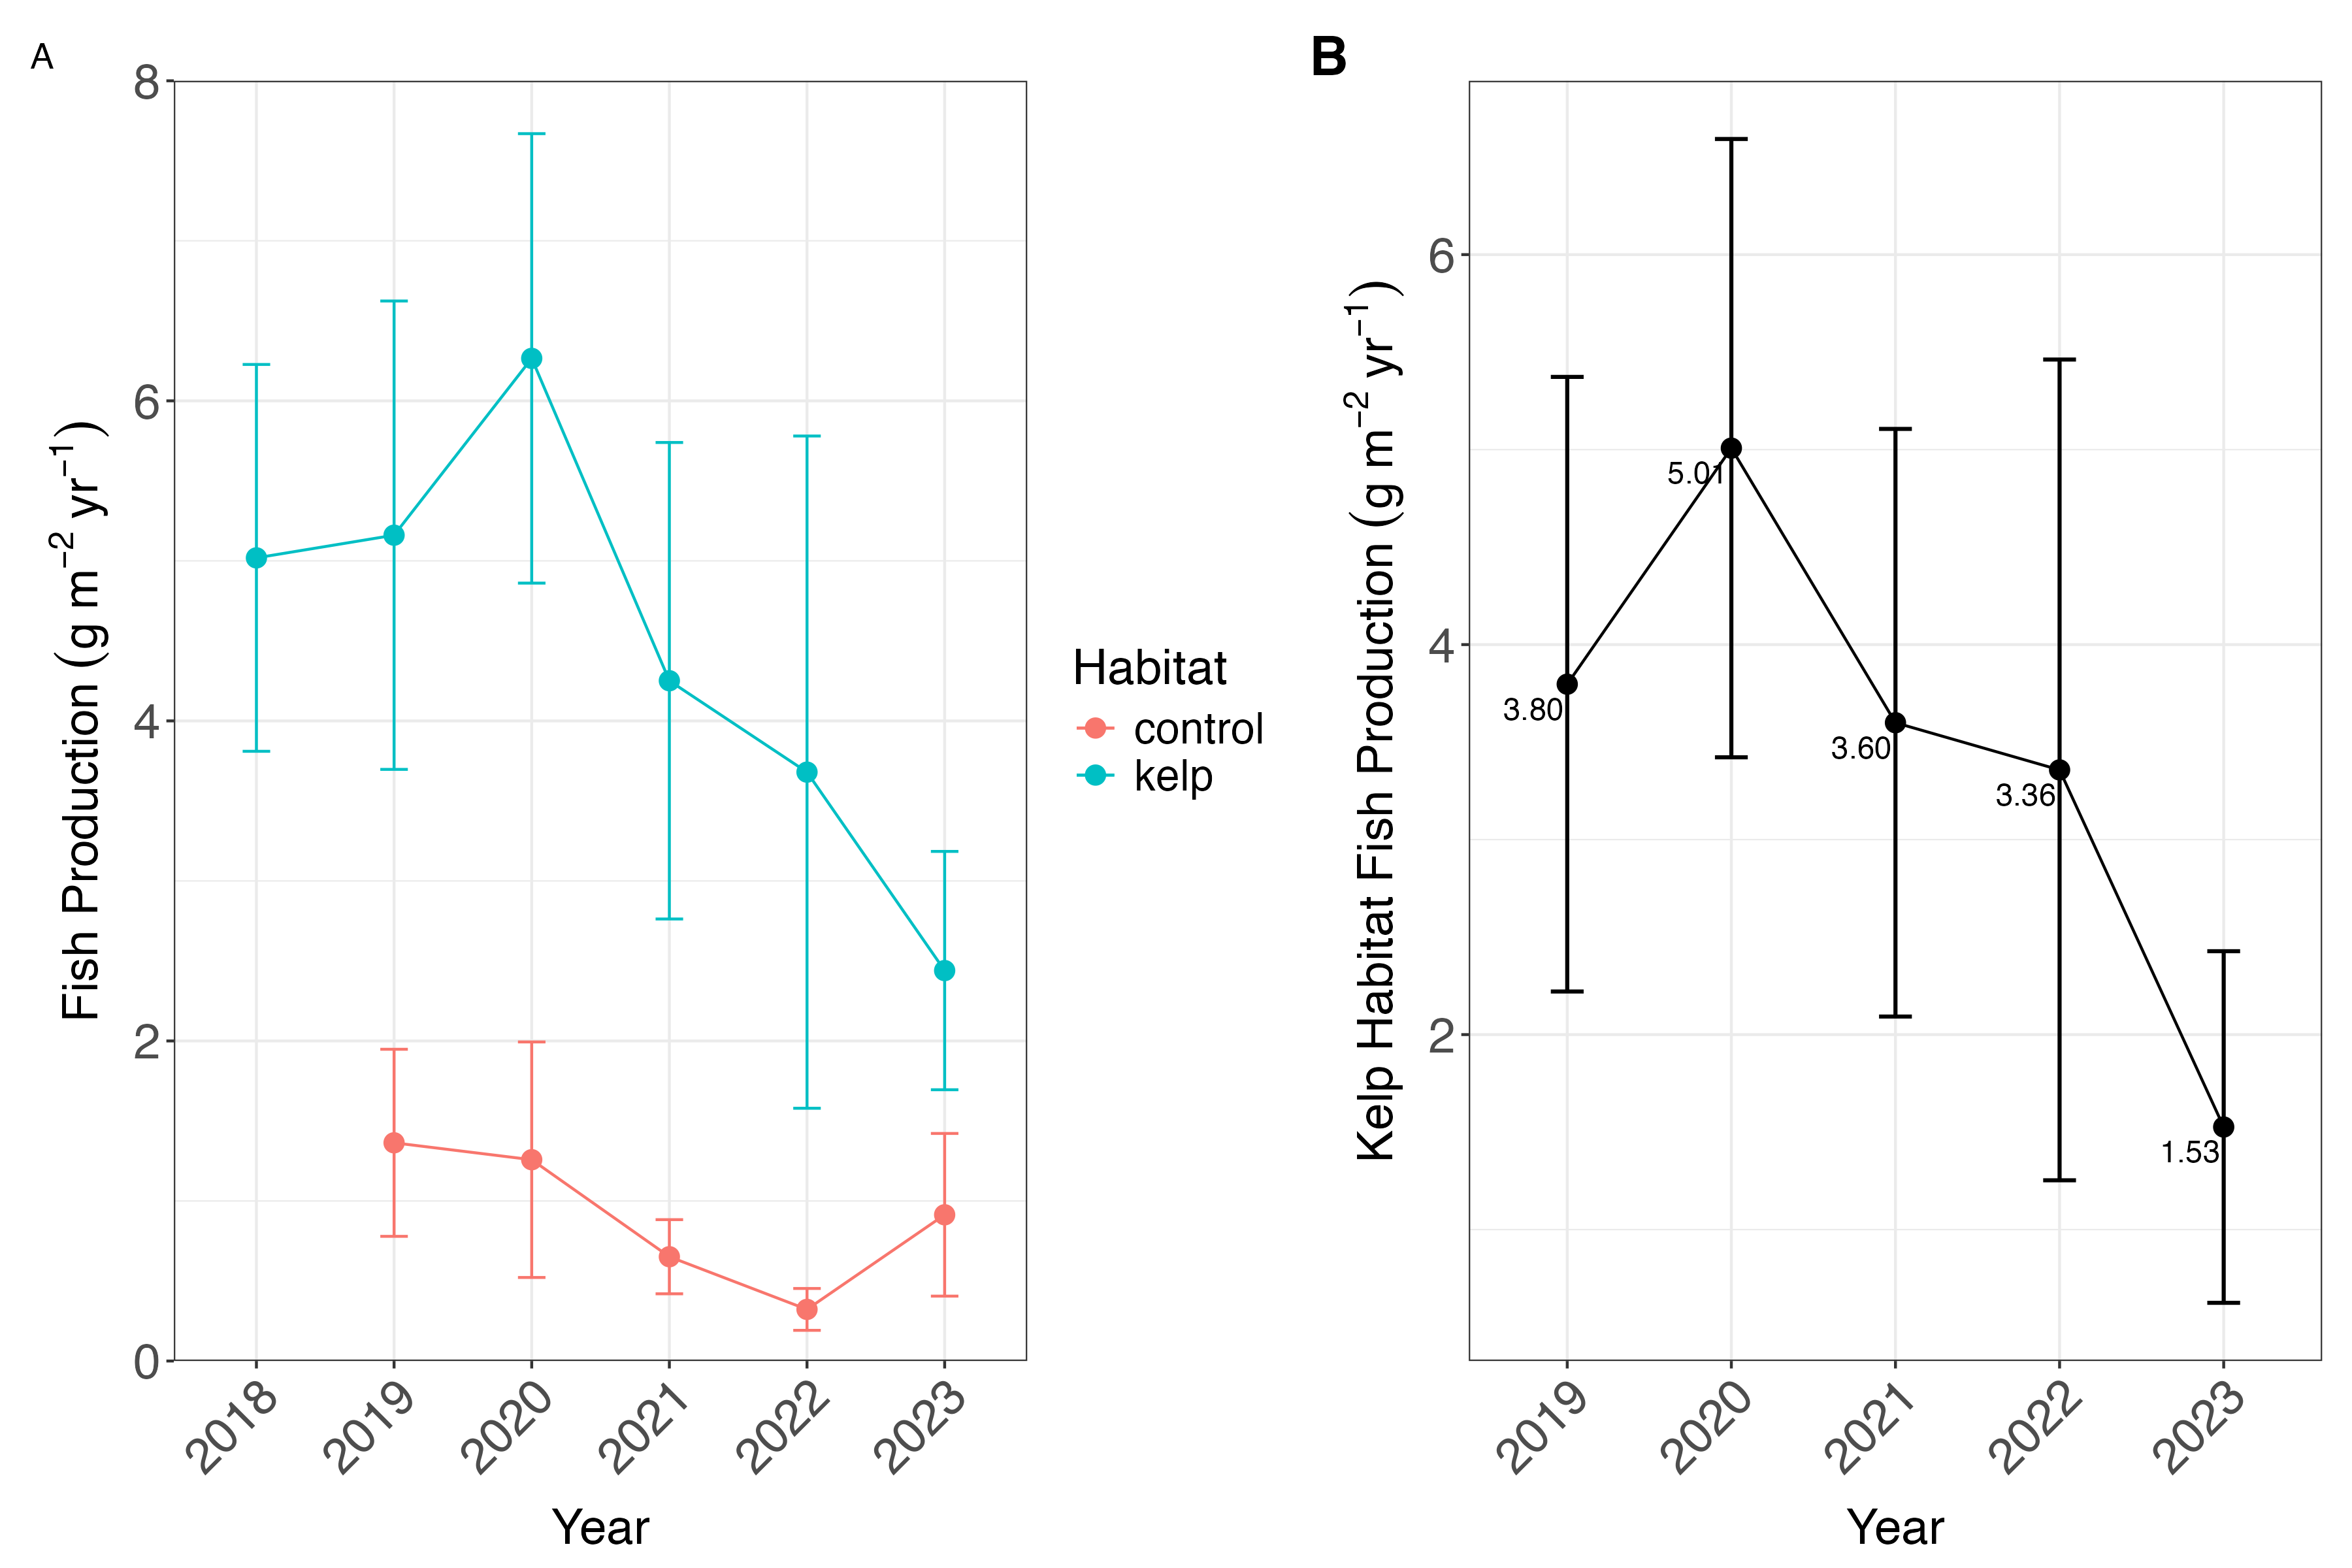 A
8
6
4
2
0
Fish Production (g m⁻² yr⁻¹)
2018
2019
2020
2021
2022
2023
Year
Habitat
control
kelp
B
6
4
2
Kelp Habitat Fish Production (g m⁻² yr⁻¹)
3.80
5.01
3.60
3.36
1.53
2019
2020
2021
2022
2023
Year